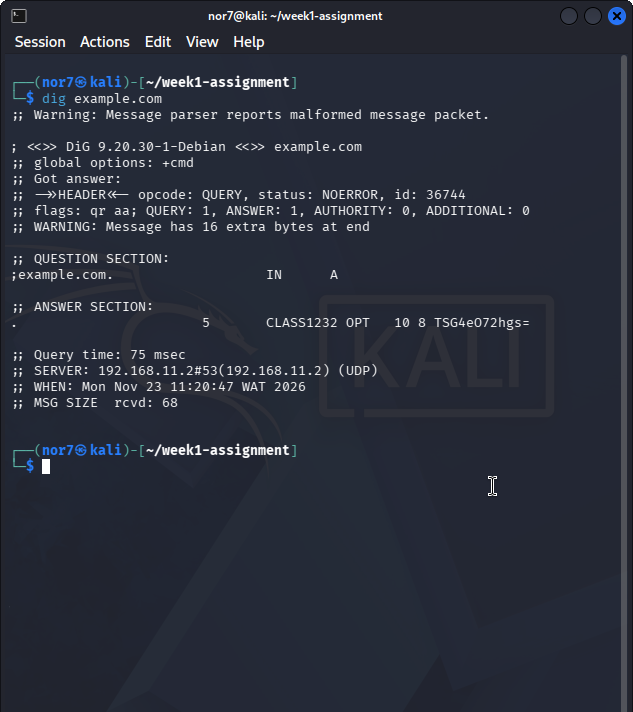 nor7@kali: ~/week1-assignment
Session Actions Edit View Help
┌──(nor7㉿kali)-[~/week1-assignment]
└─$ dig example.com
;; Warning: Message parser reports malformed message packet.
; <<>> DiG 9.20.30-1-Debian <<>> example.com
;; global options: +cmd
;; Got answer:
;; ->>HEADER<<- opcode: QUERY, status: NOERROR, id: 36744
;; flags: qr aa; QUERY: 1, ANSWER: 1, AUTHORITY: 0, ADDITIONAL: 0
;; WARNING: Message has 16 extra bytes at end
;; QUESTION SECTION:
;example.com. IN A
;; ANSWER SECTION:
. 5 CLASS1232 OPT 10 8 TSG4eO72hgs=
;; Query time: 75 msec
;; SERVER: 192.168.11.2#53(192.168.11.2) (UDP)
;; WHEN: Mon Nov 23 11:20:47 WAT 2026
;; MSG SIZE rcvd: 68
┌──(nor7㉿kali)-[~/week1-assignment]
└─$
KALI